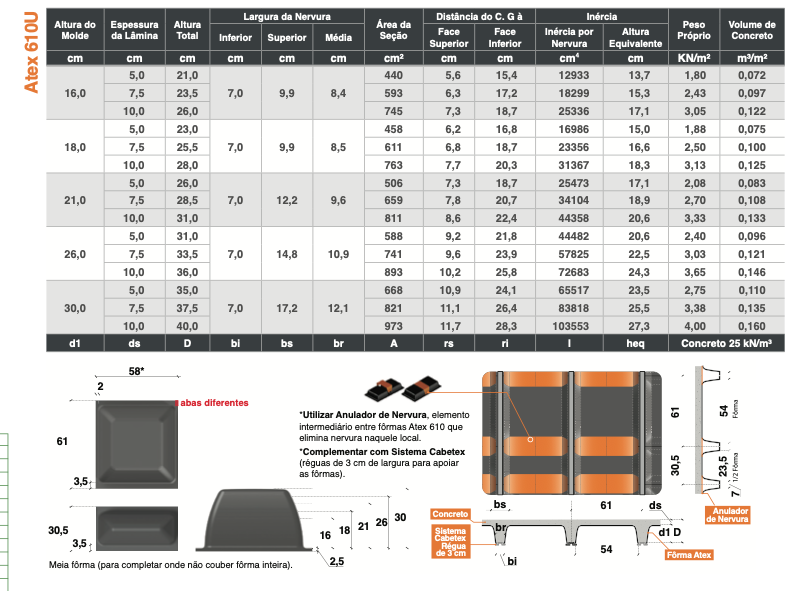 Atex 610U
Altura do Molde Espessura da Lâmina Altura Total Largura da Nervura Área da Seção Distância do C. G à Inércia Peso Próprio Volume de Concreto
Inferior Superior Média Face Superior Face Inferior Inércia por Nervura Altura Equivalente
cm cm cm cm cm cm cm² cm cm cm⁴ cm KN/m² m³/m²
5,0 21,0 440 5,6 15,4 12933 13,7 1,80 0,072
16,0 7,5 23,5 7,0 9,9 8,4 593 6,3 17,2 18299 15,3 2,43 0,097
10,0 26,0 745 7,3 18,7 25336 17,1 3,05 0,122
5,0 23,0 458 6,2 16,8 16986 15,0 1,88 0,075
18,0 7,5 25,5 7,0 9,9 8,5 611 6,8 18,7 23356 16,6 2,50 0,100
10,0 28,0 763 7,7 20,3 31367 18,3 3,13 0,125
5,0 26,0 506 7,3 18,7 25473 17,1 2,08 0,083
21,0 7,5 28,5 7,0 12,2 9,6 659 7,8 20,7 34104 18,9 2,70 0,108
10,0 31,0 811 8,6 22,4 44358 20,6 3,33 0,133
5,0 31,0 588 9,2 21,8 44482 20,6 2,40 0,096
26,0 7,5 33,5 7,0 14,8 10,9 741 9,6 23,9 57825 22,5 3,03 0,121
10,0 36,0 893 10,2 25,8 72683 24,3 3,65 0,146
5,0 35,0 668 10,9 24,1 65517 23,5 2,75 0,110
30,0 7,5 37,5 7,0 17,2 12,1 821 11,1 26,4 83818 25,5 3,38 0,135
10,0 40,0 973 11,7 28,3 103553 27,3 4,00 0,160
d1 ds D bi bs br A rs ri I heq Concreto 25 kN/m³
58*
2
abas diferentes
61
3,5
30,5
3,5
Meia fôrma (para completar onde não couber fôrma inteira).
16 18 21 26 30
2,5
*Utilizar Anulador de Nervura, elemento
intermediário entre fôrmas Atex 610 que
elimina nervura naquele local.
*Complementar com Sistema Cabetex
(réguas de 3 cm de largura para apoiar
as fôrmas).
61
54
Fôrma
30,5
23,5
1/2 Fôrma
7
Anulador
de Nervura
bs 61 ds
Concreto
br
d1 D
Sistema
Cabetex
Régua
de 3 cm
54
Fôrma Atex
bi